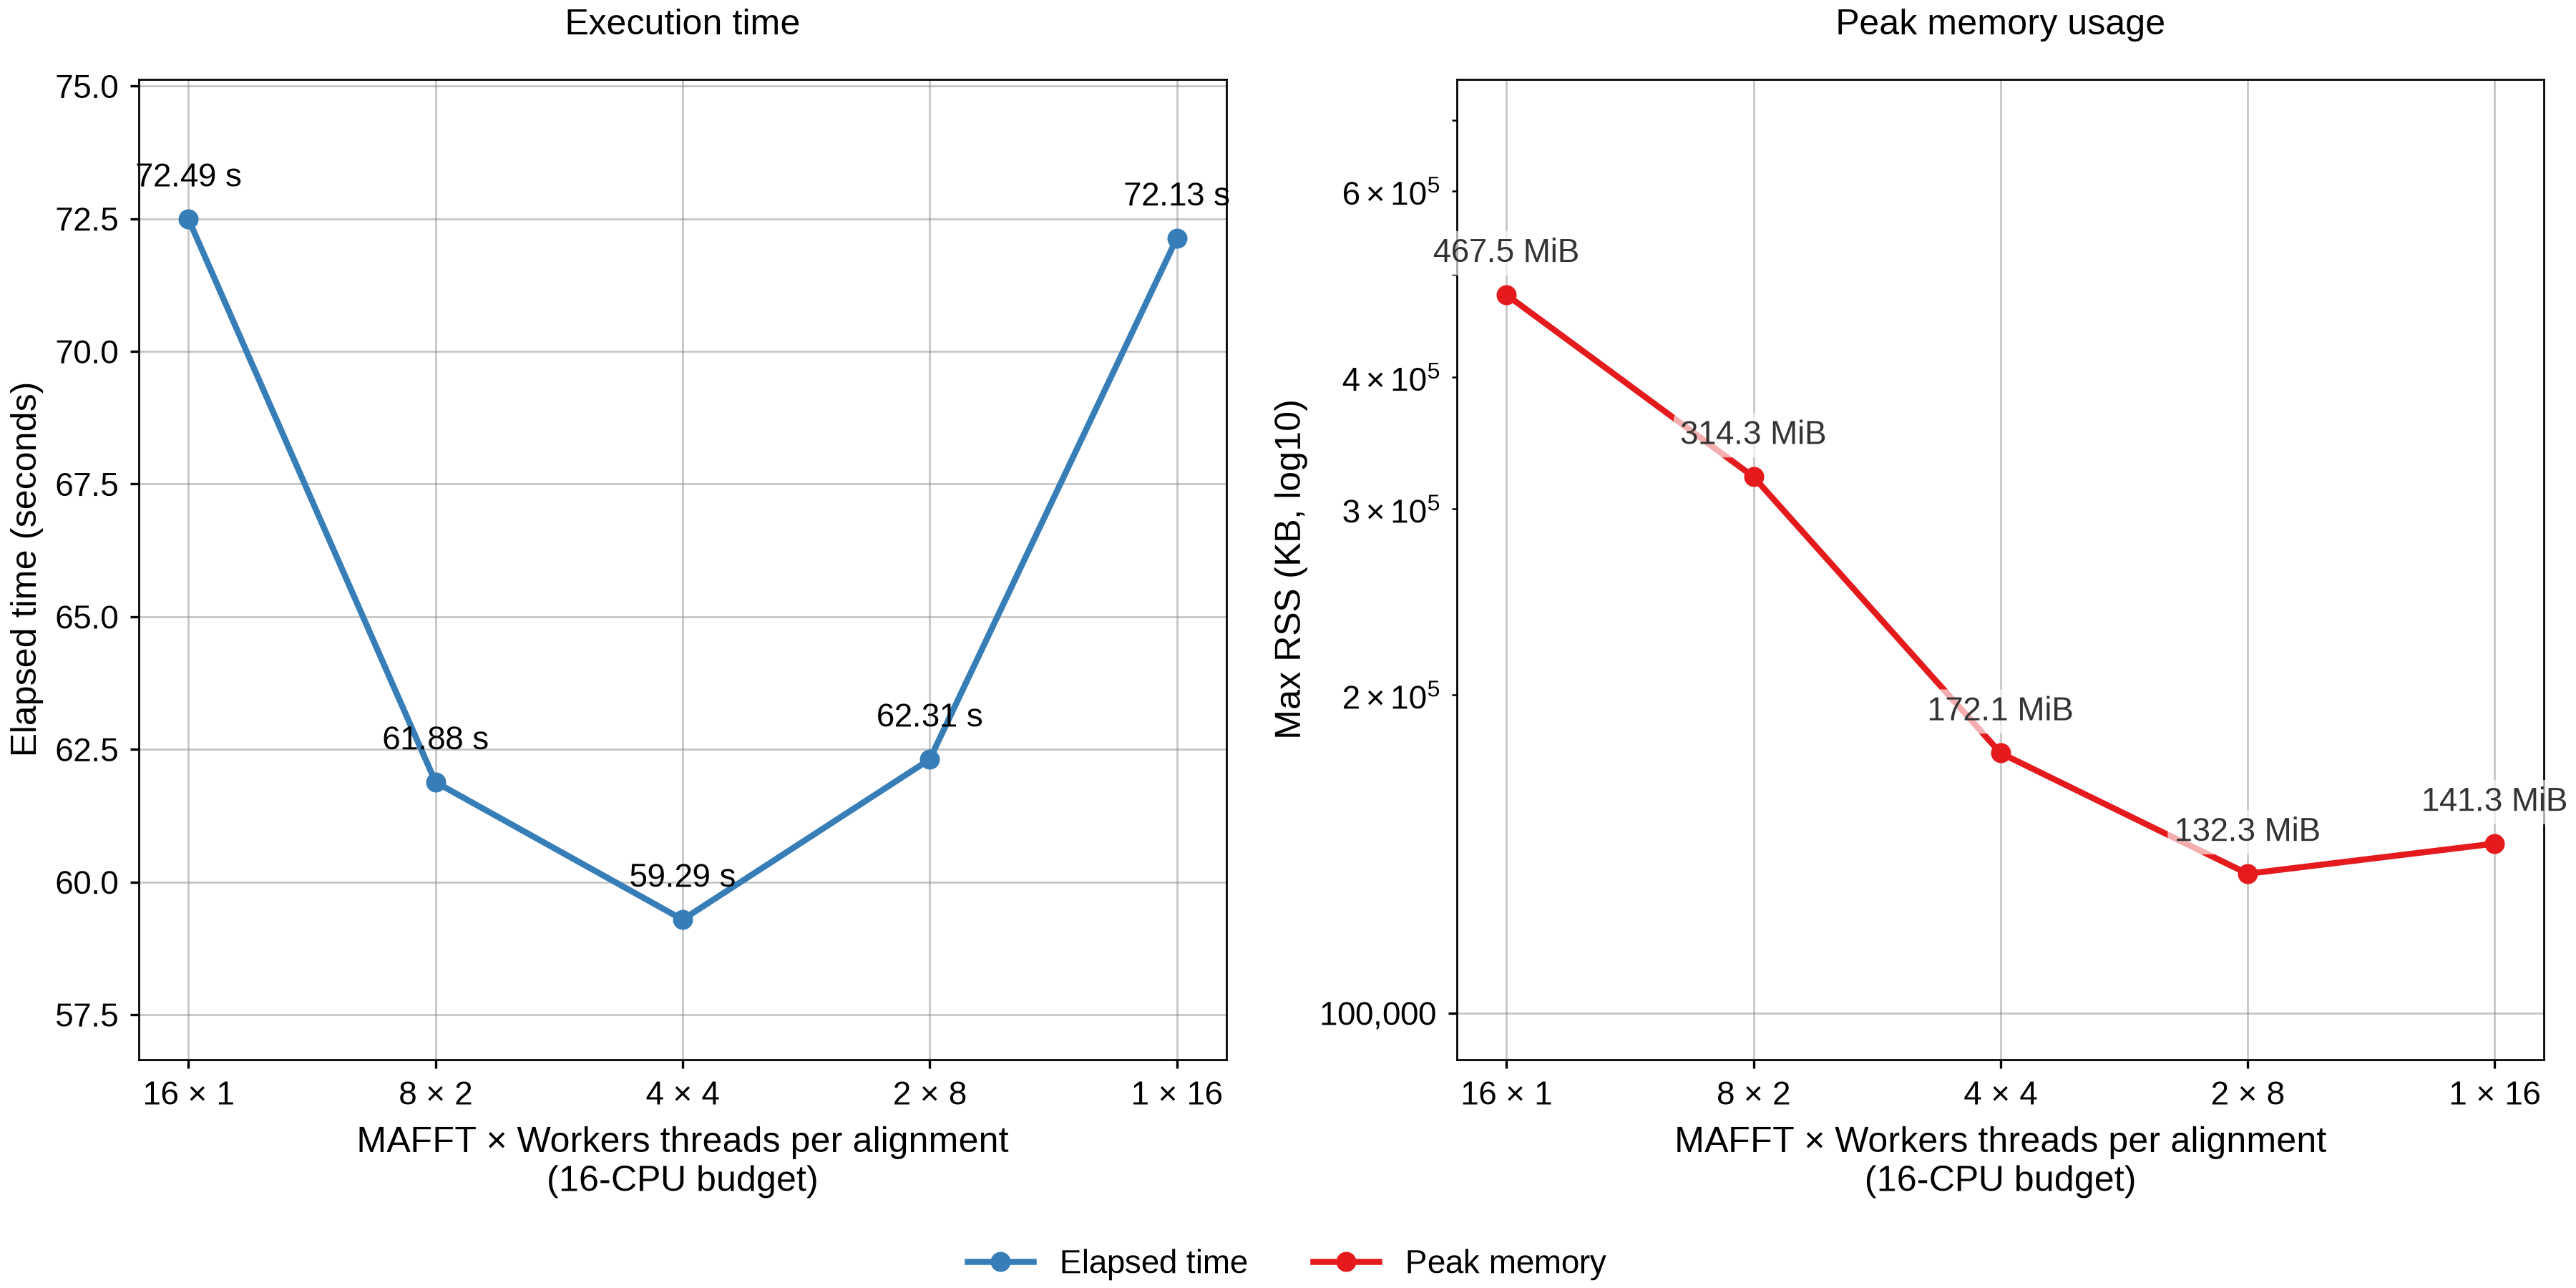 Execution time
75.0
72.5
70.0
67.5
65.0
62.5
60.0
57.5
Elapsed time (seconds)
72.49 s
61.88 s
59.29 s
62.31 s
72.13 s
16 × 1
8 × 2
4 × 4
2 × 8
1 × 16
MAFFT × Workers threads per alignment
(16-CPU budget)
Peak memory usage
6 × 10⁵
4 × 10⁵
3 × 10⁵
2 × 10⁵
100,000
Max RSS (KB, log10)
467.5 MiB
314.3 MiB
172.1 MiB
132.3 MiB
141.3 MiB
16 × 1
8 × 2
4 × 4
2 × 8
1 × 16
MAFFT × Workers threads per alignment
(16-CPU budget)
Elapsed time
Peak memory